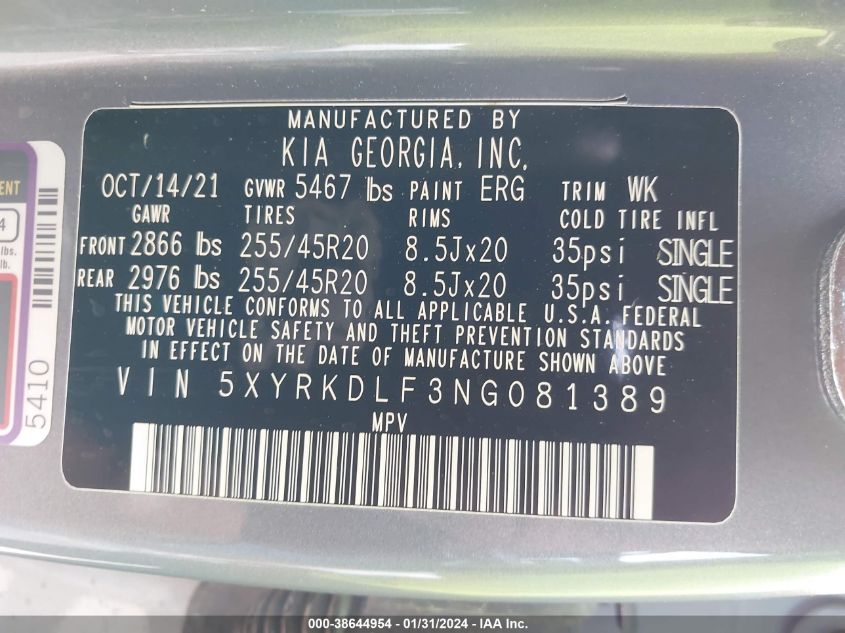 MANUFACTURED BY
KIA GEORGIA, INC.
OCT/14/21 GVWR 5467 lbs PAINT ERG TRIM WK
GAWR TIRES RIMS COLD TIRE INFL
FRONT 2866 lbs 255/45R20 8.5Jx20 35psi SINGLE
REAR 2976 lbs 255/45R20 8.5Jx20 35psi SINGLE
THIS VEHICLE CONFORMS TO ALL APPLICABLE U.S.A. FEDERAL
MOTOR VEHICLE SAFETY AND THEFT PREVENTION STANDARDS
IN EFFECT ON THE DATE OF MANUFACTURE SHOWN ABOVE
VIN 5XYRKDLF3NG081389
MPV
4
lbs.
lb.
5410
000-38644954 - 01/31/2024 - IAA Inc.